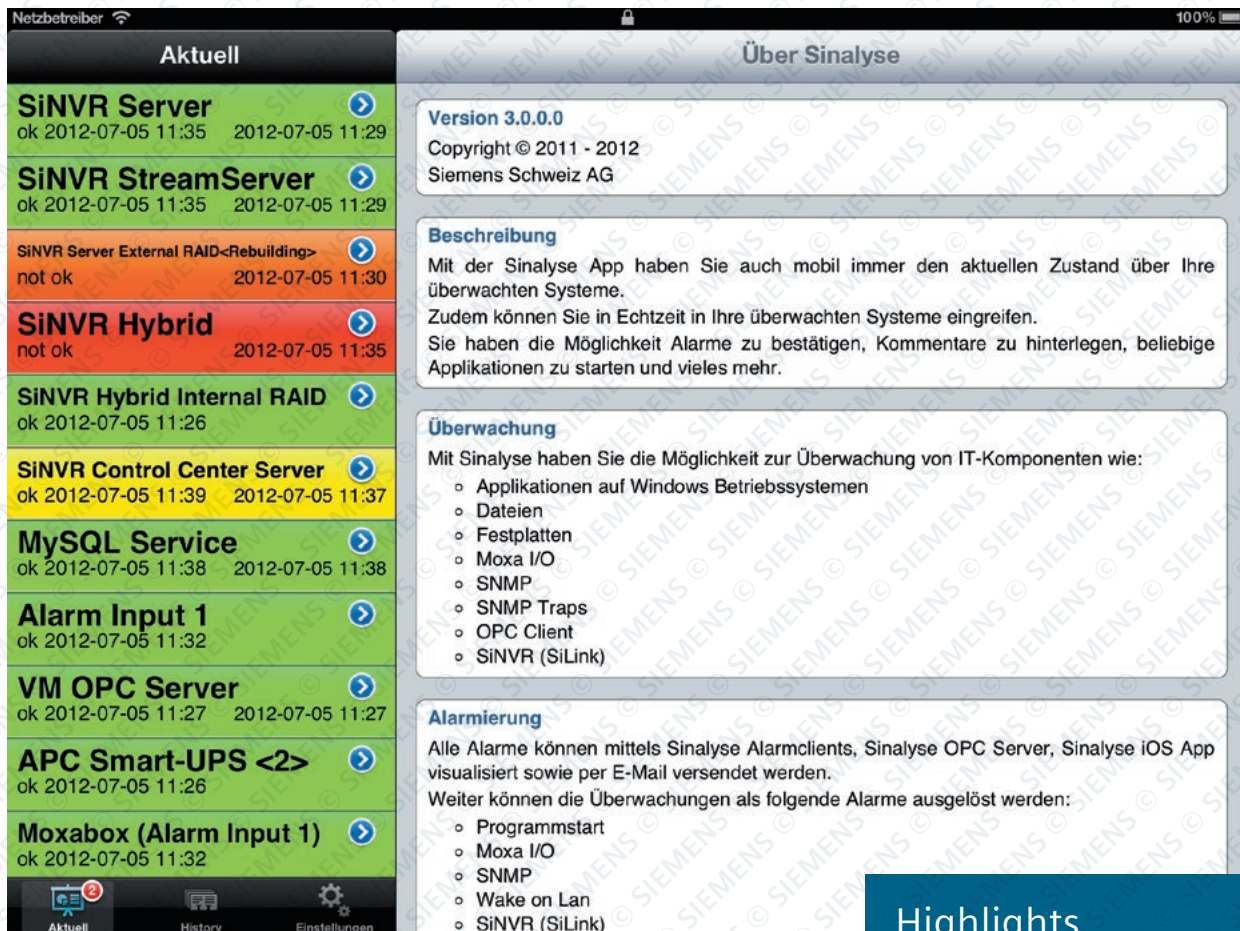 Netzbetreiber
100%
Aktuell
SiNVR Server
ok 2012-07-05 11:35 2012-07-05 11:29
SiNVR StreamServer
ok 2012-07-05 11:35 2012-07-05 11:29
SiNVR Server External RAID<Rebuilding>
not ok 2012-07-05 11:30
SiNVR Hybrid
not ok 2012-07-05 11:35
SiNVR Hybrid Internal RAID
ok 2012-07-05 11:26
SiNVR Control Center Server
ok 2012-07-05 11:39 2012-07-05 11:37
MySQL Service
ok 2012-07-05 11:38 2012-07-05 11:38
Alarm Input 1
ok 2012-07-05 11:32
VM OPC Server
ok 2012-07-05 11:27 2012-07-05 11:27
APC Smart-UPS <2>
ok 2012-07-05 11:26
Moxabox (Alarm Input 1)
ok 2012-07-05 11:32
2
Aktuell History Einstellungen
Über Sinalyse
Version 3.0.0.0
Copyright © 2011 - 2012
Siemens Schweiz AG
Beschreibung
Mit der Sinalyse App haben Sie auch mobil immer den aktuellen Zustand über Ihre
überwachten Systeme.
Zudem können Sie in Echtzeit in Ihre überwachten Systeme eingreifen.
Sie haben die Möglichkeit Alarme zu bestätigen, Kommentare zu hinterlegen, beliebige
Applikationen zu starten und vieles mehr.
Überwachung
Mit Sinalyse haben Sie die Möglichkeit zur Überwachung von IT-Komponenten wie:
Applikationen auf Windows Betriebssystemen
Dateien
Festplatten
Moxa I/O
SNMP
SNMP Traps
OPC Client
SiNVR (SiLink)
Alarmierung
Alle Alarme können mittels Sinalyse Alarmclients, Sinalyse OPC Server, Sinalyse iOS App
visualisiert sowie per E-Mail versendet werden.
Weiter können die Überwachungen als folgende Alarme ausgelöst werden:
Programmstart
Moxa I/O
SNMP
Wake on Lan
SiNVR (SiLink)
Highlights
© SIEMENS